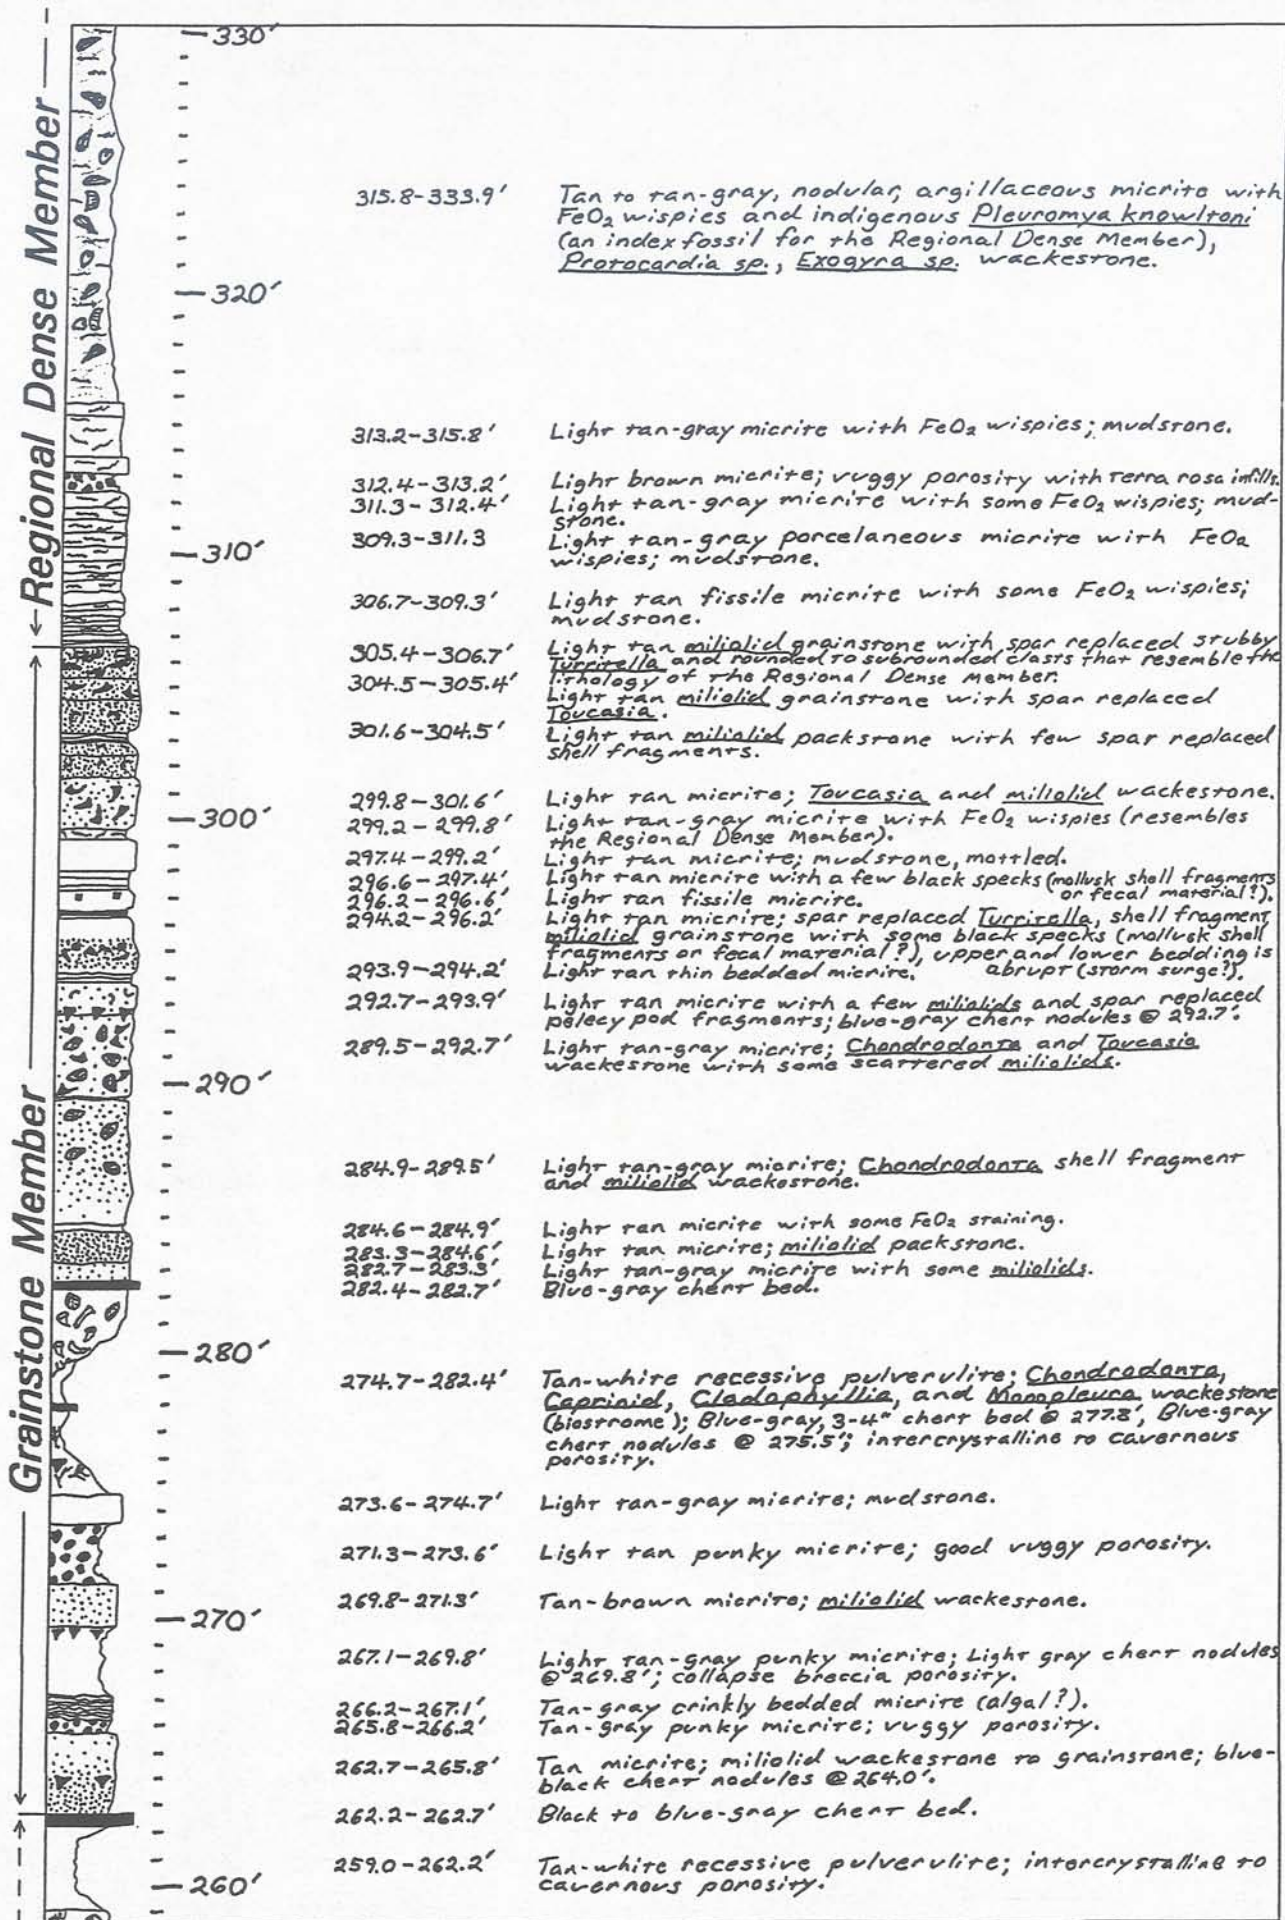 330′
Regional Dense Member
315.8-333.9′ Tan to tan-gray, nodular, argillaceous micrite with
FeO₂ wispies and indigenous Pleuromya knowltoni
(an index fossil for the Regional Dense Member),
Protocardia sp., Exogyra sp. wackestone.
320′
313.2-315.8′ Light tan-gray micrite with FeO₂ wispies; mudstone.
312.4-313.2′ Light brown micrite; vuggy porosity with Terra rosa infills.
311.3-312.4′ Light tan-gray micrite with some FeO₂ wispies; mud-
stone.
309.3-311.3 Light tan-gray porcelaneous micrite with FeO₂
wispies; mudstone.
310′
306.7-309.3′ Light tan fissile micrite with some FeO₂ wispies;
mudstone.
305.4-306.7′ Light tan miliolid grainstone with spar replaced stubby
Turritella and rounded to subrounded clasts that resemble the
lithology of the Regional Dense Member.
304.5-305.4′ Light tan miliolid grainstone with spar replaced
Toucasia.
301.6-304.5′ Light tan miliolid packstone with few spar replaced
shell fragments.
299.8-301.6′ Light tan micrite; Toucasia and miliolid wackestone.
300′
299.2-299.8′ Light tan-gray micrite with FeO₂ wispies (resembles
the Regional Dense Member).
297.4-299.2′ Light tan micrite; mudstone, mottled.
296.6-297.4′ Light tan micrite with a few black specks (mollusk shell fragments
or fecal material?).
296.2-296.6′ Light tan fissile micrite.
294.2-296.2′ Light tan micrite; spar replaced Turritella, shell fragment,
miliolid grainstone with some black specks (mollusk shell
fragments or fecal material?), upper and lower bedding is
abrupt (storm surge?).
293.9-294.2′ Light tan thin bedded micrite.
292.7-293.9′ Light tan micrite with a few miliolids and spar replaced
pelecypod fragments; blue-gray chert nodules @ 292.7′.
289.5-292.7′ Light tan-gray micrite; Chondrodonta and Toucasia
wackestone with some scattered miliolids.
290′
Grainstone Member
284.9-289.5′ Light tan-gray micrite; Chondrodonta shell fragment
and miliolid wackestone.
284.6-284.9′ Light tan micrite with some FeO₂ staining.
283.3-284.6′ Light tan micrite; miliolid packstone.
282.7-283.3′ Light tan-gray micrite with some miliolids.
282.4-282.7′ Blue-gray chert bed.
280′
274.7-282.4′ Tan-white recessive pulverulite; Chondrodonta,
Caprinid, Cladophyllia, and Monopleura wackestone
(biostrome); Blue-gray, 3-4" chert bed @ 277.8′, Blue-gray
chert nodules @ 275.5′; intercrystalline to cavernous
porosity.
273.6-274.7′ Light tan-gray micrite; mudstone.
271.3-273.6′ Light tan punky micrite; good vuggy porosity.
269.8-271.3′ Tan-brown micrite; miliolid wackestone.
270′
267.1-269.8′ Light tan-gray punky micrite; Light gray chert nodules
@ 269.8′; collapse breccia porosity.
266.2-267.1′ Tan-gray crinkly bedded micrite (algal?).
265.8-266.2′ Tan-gray punky micrite; vuggy porosity.
262.7-265.8′ Tan micrite; miliolid wackestone to grainstone; blue-
black chert nodules @ 264.0′.
262.2-262.7′ Black to blue-gray chert bed.
259.0-262.2′ Tan-white recessive pulverulite; intercrystalline to
cavernous porosity.
260′